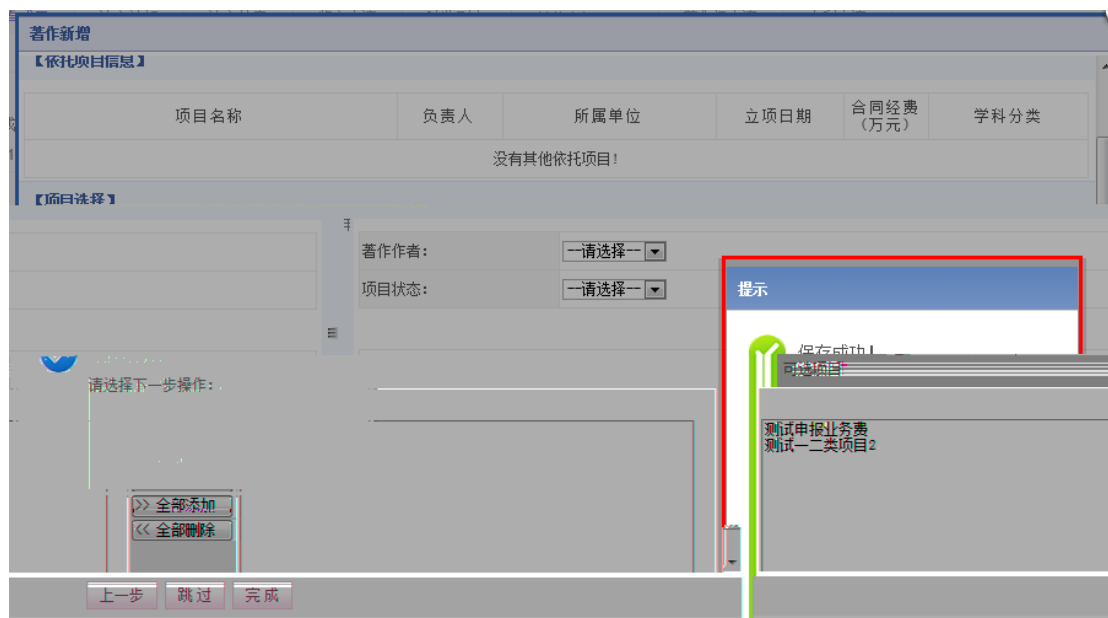 著作新增
【依托项目信息】
项目名称 负责人 所属单位 立项日期 合同经费（万元） 学科分类
没有其他依托项目！
【项目选择】
著作作者： --请选择--
项目状态： --请选择--
提示
保存成功！
可选项目
请选择下一步操作：
测试申报业务费
测试一二类项目2
>> 全部添加
<< 全部删除
上一步 跳过 完成